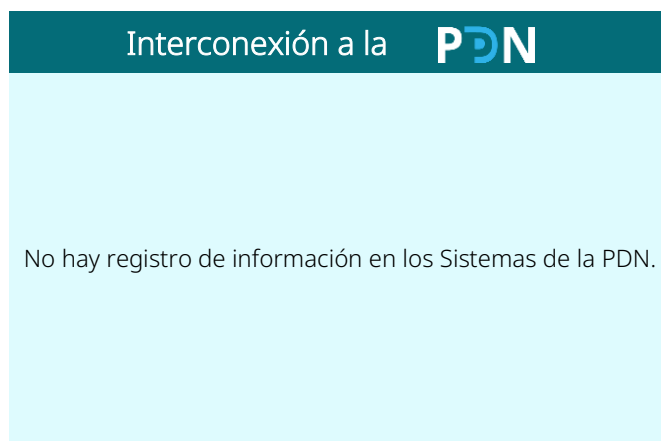 Interconexión a la PDN
No hay registro de información en los Sistemas de la PDN.